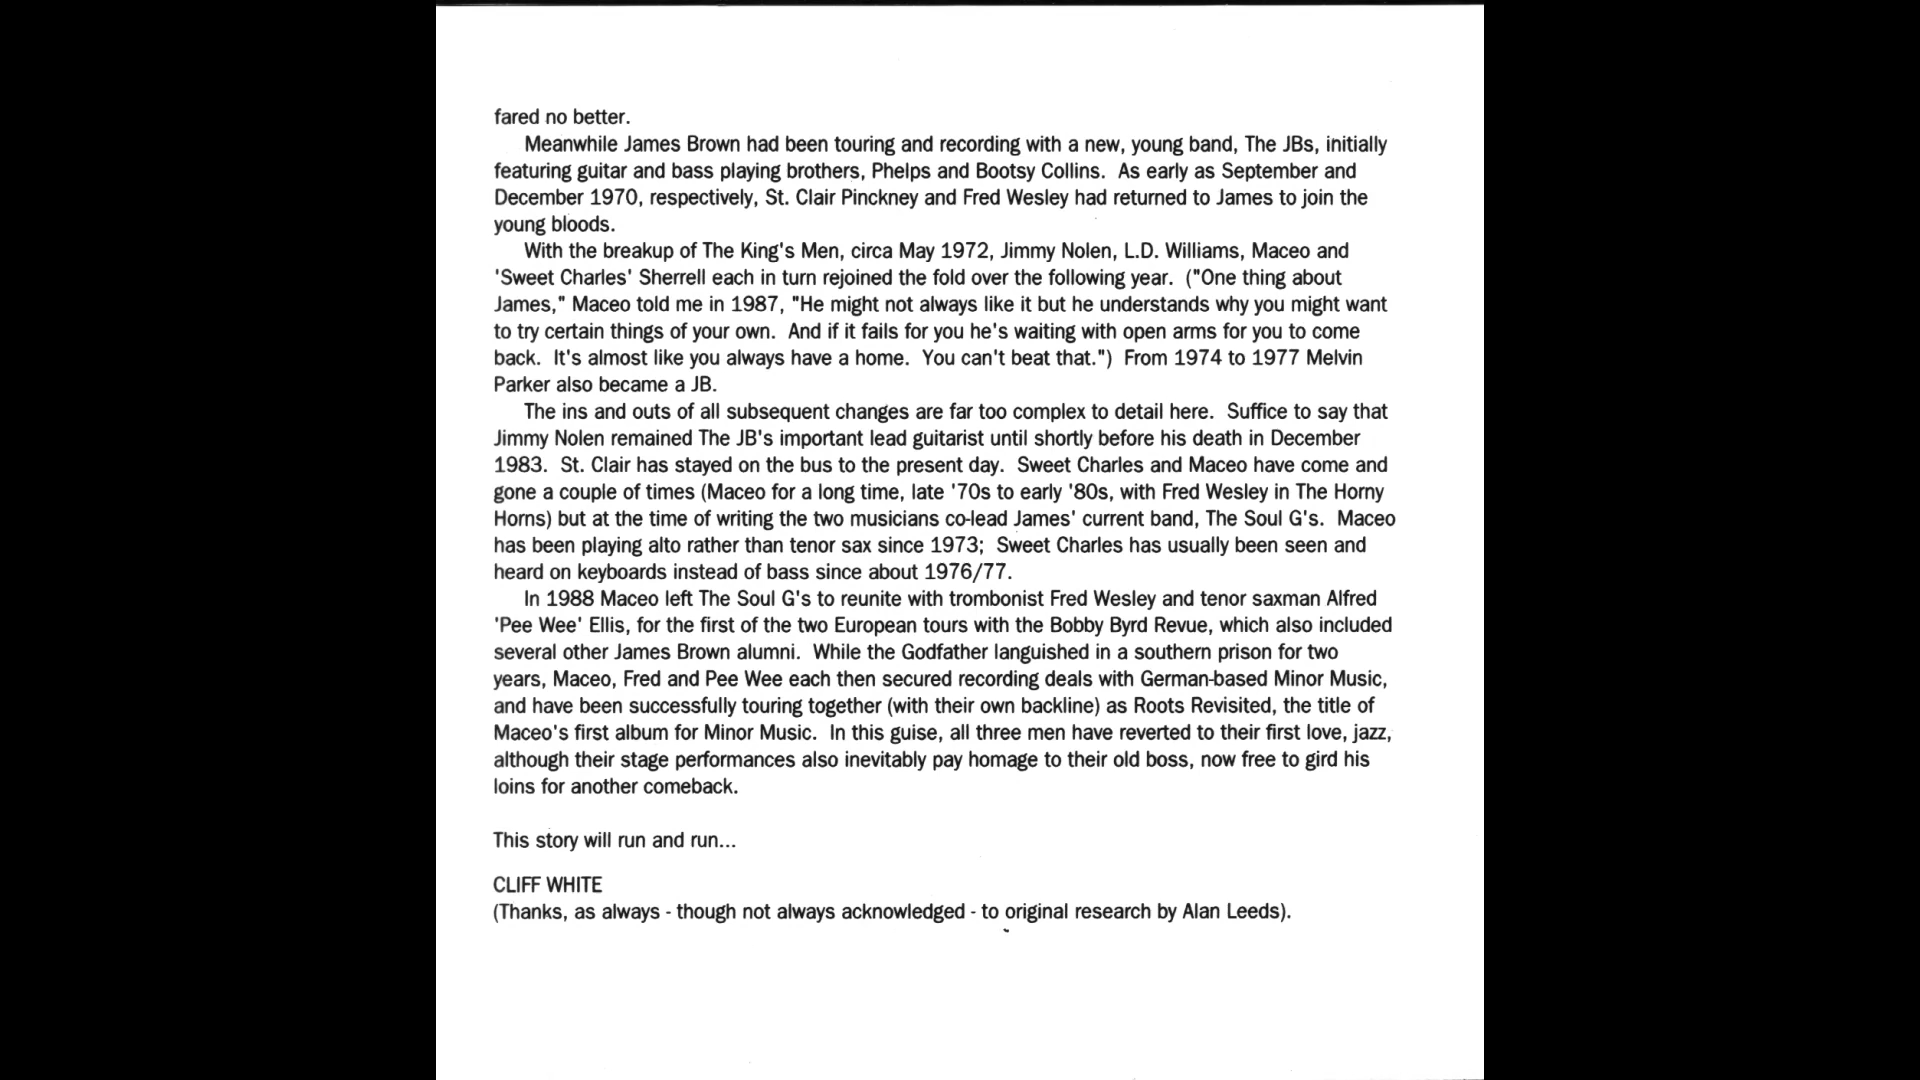 fared no better.
Meanwhile James Brown had been touring and recording with a new, young band, The JBs, initially
featuring guitar and bass playing brothers, Phelps and Bootsy Collins.  As early as September and
December 1970, respectively, St. Clair Pinckney and Fred Wesley had returned to James to join the
young bloods.
With the breakup of The King's Men, circa May 1972, Jimmy Nolen, L.D. Williams, Maceo and
'Sweet Charles' Sherrell each in turn rejoined the fold over the following year.  ("One thing about
James," Maceo told me in 1987, "He might not always like it but he understands why you might want
to try certain things of your own.  And if it fails for you he's waiting with open arms for you to come
back.  It's almost like you always have a home.  You can't beat that.")  From 1974 to 1977 Melvin
Parker also became a JB.
The ins and outs of all subsequent changes are far too complex to detail here.  Suffice to say that
Jimmy Nolen remained The JB's important lead guitarist until shortly before his death in December
1983.  St. Clair has stayed on the bus to the present day.  Sweet Charles and Maceo have come and
gone a couple of times (Maceo for a long time, late '70s to early '80s, with Fred Wesley in The Horny
Horns) but at the time of writing the two musicians co-lead James' current band, The Soul G's.  Maceo
has been playing alto rather than tenor sax since 1973;  Sweet Charles has usually been seen and
heard on keyboards instead of bass since about 1976/77.
In 1988 Maceo left The Soul G's to reunite with trombonist Fred Wesley and tenor saxman Alfred
'Pee Wee' Ellis, for the first of the two European tours with the Bobby Byrd Revue, which also included
several other James Brown alumni.  While the Godfather languished in a southern prison for two
years, Maceo, Fred and Pee Wee each then secured recording deals with German-based Minor Music,
and have been successfully touring together (with their own backline) as Roots Revisited, the title of
Maceo's first album for Minor Music.  In this guise, all three men have reverted to their first love, jazz,
although their stage performances also inevitably pay homage to their old boss, now free to gird his
loins for another comeback.
This story will run and run...
CLIFF WHITE
(Thanks, as always - though not always acknowledged - to original research by Alan Leeds).